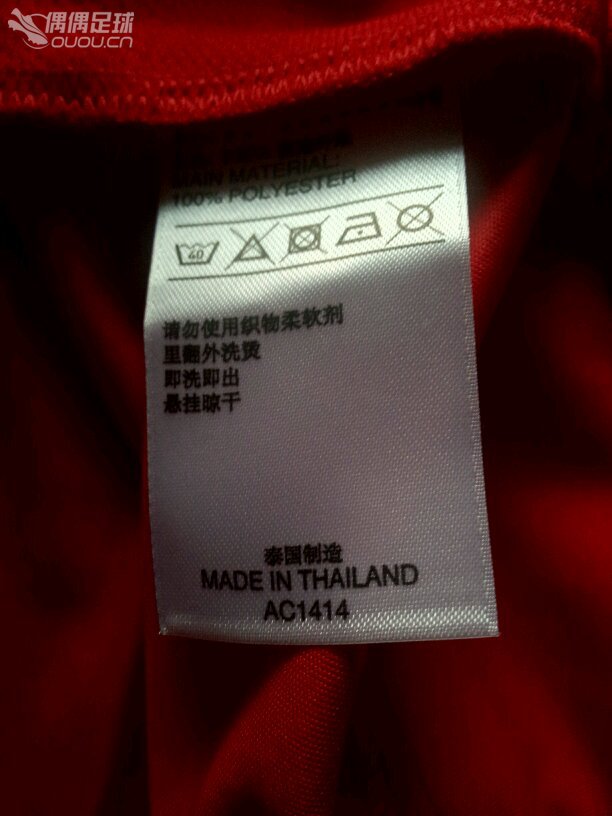 偶偶足球
OUOU.CN
MAIN MATERIAL:
100% POLYESTER
40
请勿使用织物柔软剂
里翻外洗烫
即洗即出
悬挂晾干
泰国制造
MADE IN THAILAND
AC1414